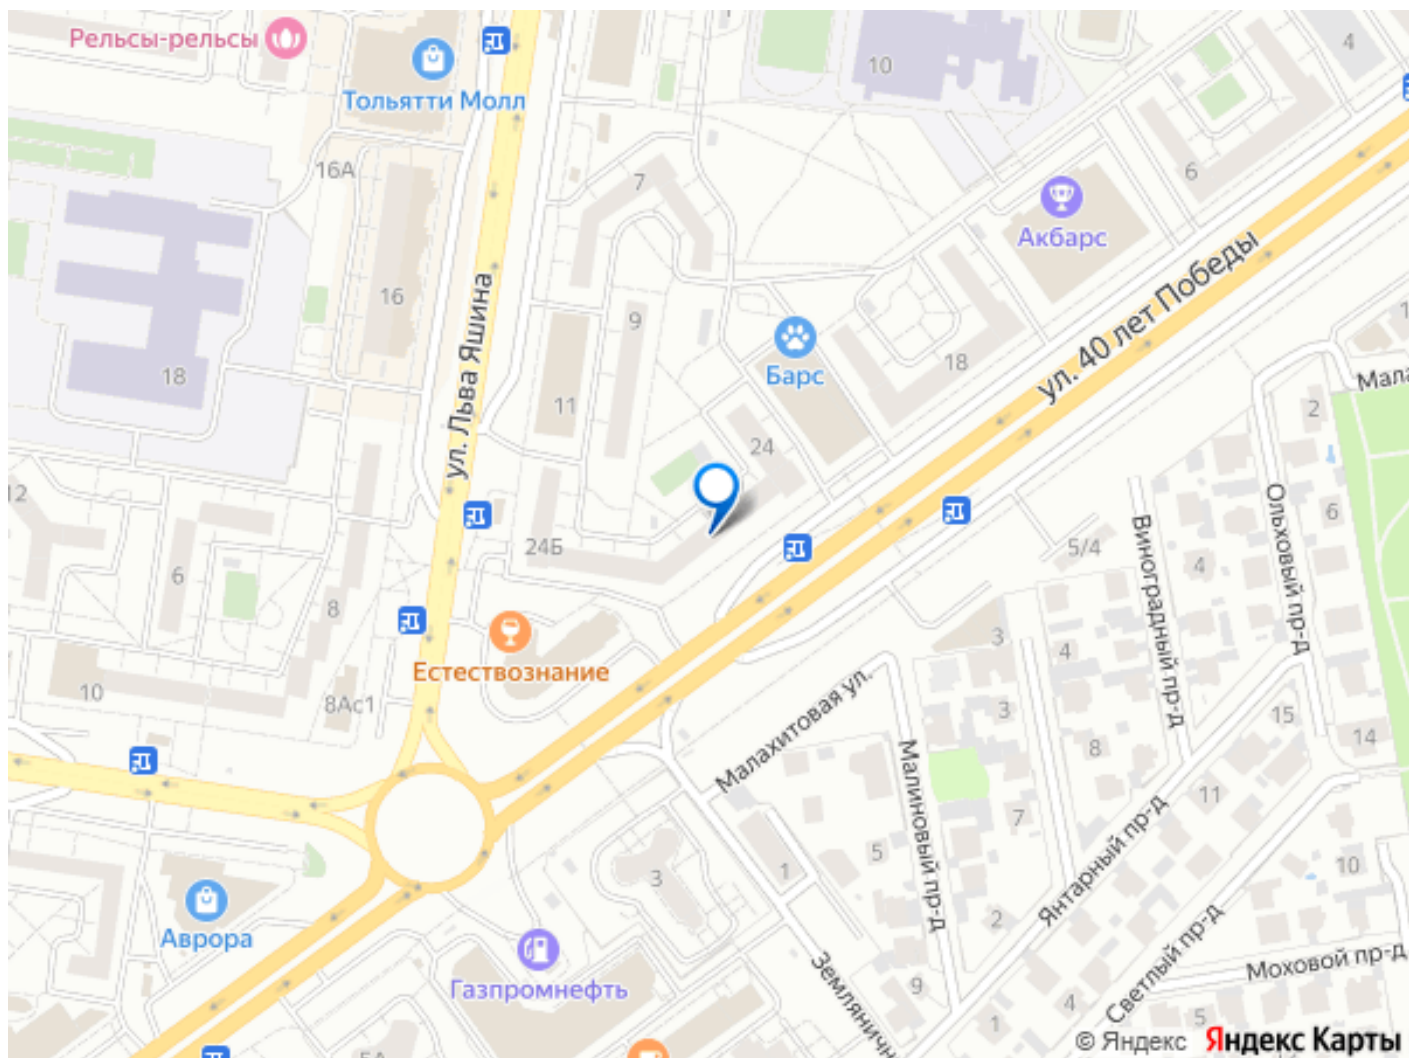 Рельсы-рельсы
Тольятти Молл
10
4
16А
7
6
Акбарс
ул. Льва Яшина
16
9
ул. 40 лет Победы
18
Барс
18
11
24
2
12
24Б
Ольховый пр-д
6
Виноградный пр-д
5/4
4
6
8
3
4
Естествознание
10
8Ас1
Малахитовая ул.
3
15
14
Малиновый пр-д
8
11
7
Янтарный пр-д
5
1
3
10
Аврора
2
Светлый пр-д
Моховой пр-д
Газпромнефть
9
4
1
5
5А
© Яндекс Яндекс Карты